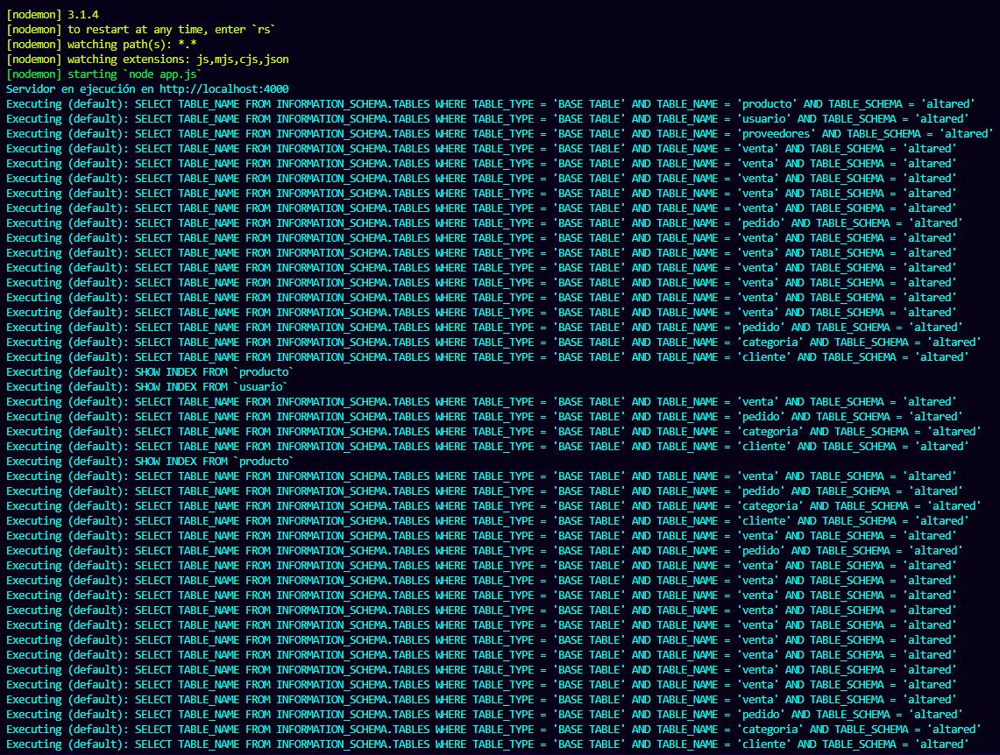 [nodemon] 3.1.4
[nodemon] to restart at any time, enter `rs`
[nodemon] watching path(s): *.*
[nodemon] watching extensions: js,mjs,cjs,json
[nodemon] starting `node app.js`
Servidor en ejecución en http://localhost:4000
Executing (default): SELECT TABLE_NAME FROM INFORMATION_SCHEMA.TABLES WHERE TABLE_TYPE = 'BASE TABLE' AND TABLE_NAME = 'producto' AND TABLE_SCHEMA = 'altared'
Executing (default): SELECT TABLE_NAME FROM INFORMATION_SCHEMA.TABLES WHERE TABLE_TYPE = 'BASE TABLE' AND TABLE_NAME = 'usuario' AND TABLE_SCHEMA = 'altared'
Executing (default): SELECT TABLE_NAME FROM INFORMATION_SCHEMA.TABLES WHERE TABLE_TYPE = 'BASE TABLE' AND TABLE_NAME = 'proveedores' AND TABLE_SCHEMA = 'altared'
Executing (default): SELECT TABLE_NAME FROM INFORMATION_SCHEMA.TABLES WHERE TABLE_TYPE = 'BASE TABLE' AND TABLE_NAME = 'venta' AND TABLE_SCHEMA = 'altared'
Executing (default): SELECT TABLE_NAME FROM INFORMATION_SCHEMA.TABLES WHERE TABLE_TYPE = 'BASE TABLE' AND TABLE_NAME = 'venta' AND TABLE_SCHEMA = 'altared'
Executing (default): SELECT TABLE_NAME FROM INFORMATION_SCHEMA.TABLES WHERE TABLE_TYPE = 'BASE TABLE' AND TABLE_NAME = 'venta' AND TABLE_SCHEMA = 'altared'
Executing (default): SELECT TABLE_NAME FROM INFORMATION_SCHEMA.TABLES WHERE TABLE_TYPE = 'BASE TABLE' AND TABLE_NAME = 'venta' AND TABLE_SCHEMA = 'altared'
Executing (default): SELECT TABLE_NAME FROM INFORMATION_SCHEMA.TABLES WHERE TABLE_TYPE = 'BASE TABLE' AND TABLE_NAME = 'venta' AND TABLE_SCHEMA = 'altared'
Executing (default): SELECT TABLE_NAME FROM INFORMATION_SCHEMA.TABLES WHERE TABLE_TYPE = 'BASE TABLE' AND TABLE_NAME = 'pedido' AND TABLE_SCHEMA = 'altared'
Executing (default): SELECT TABLE_NAME FROM INFORMATION_SCHEMA.TABLES WHERE TABLE_TYPE = 'BASE TABLE' AND TABLE_NAME = 'venta' AND TABLE_SCHEMA = 'altared'
Executing (default): SELECT TABLE_NAME FROM INFORMATION_SCHEMA.TABLES WHERE TABLE_TYPE = 'BASE TABLE' AND TABLE_NAME = 'venta' AND TABLE_SCHEMA = 'altared'
Executing (default): SELECT TABLE_NAME FROM INFORMATION_SCHEMA.TABLES WHERE TABLE_TYPE = 'BASE TABLE' AND TABLE_NAME = 'venta' AND TABLE_SCHEMA = 'altared'
Executing (default): SELECT TABLE_NAME FROM INFORMATION_SCHEMA.TABLES WHERE TABLE_TYPE = 'BASE TABLE' AND TABLE_NAME = 'venta' AND TABLE_SCHEMA = 'altared'
Executing (default): SELECT TABLE_NAME FROM INFORMATION_SCHEMA.TABLES WHERE TABLE_TYPE = 'BASE TABLE' AND TABLE_NAME = 'venta' AND TABLE_SCHEMA = 'altared'
Executing (default): SELECT TABLE_NAME FROM INFORMATION_SCHEMA.TABLES WHERE TABLE_TYPE = 'BASE TABLE' AND TABLE_NAME = 'venta' AND TABLE_SCHEMA = 'altared'
Executing (default): SELECT TABLE_NAME FROM INFORMATION_SCHEMA.TABLES WHERE TABLE_TYPE = 'BASE TABLE' AND TABLE_NAME = 'pedido' AND TABLE_SCHEMA = 'altared'
Executing (default): SELECT TABLE_NAME FROM INFORMATION_SCHEMA.TABLES WHERE TABLE_TYPE = 'BASE TABLE' AND TABLE_NAME = 'categoria' AND TABLE_SCHEMA = 'altared'
Executing (default): SELECT TABLE_NAME FROM INFORMATION_SCHEMA.TABLES WHERE TABLE_TYPE = 'BASE TABLE' AND TABLE_NAME = 'cliente' AND TABLE_SCHEMA = 'altared'
Executing (default): SHOW INDEX FROM `producto`
Executing (default): SHOW INDEX FROM `usuario`
Executing (default): SELECT TABLE_NAME FROM INFORMATION_SCHEMA.TABLES WHERE TABLE_TYPE = 'BASE TABLE' AND TABLE_NAME = 'venta' AND TABLE_SCHEMA = 'altared'
Executing (default): SELECT TABLE_NAME FROM INFORMATION_SCHEMA.TABLES WHERE TABLE_TYPE = 'BASE TABLE' AND TABLE_NAME = 'pedido' AND TABLE_SCHEMA = 'altared'
Executing (default): SELECT TABLE_NAME FROM INFORMATION_SCHEMA.TABLES WHERE TABLE_TYPE = 'BASE TABLE' AND TABLE_NAME = 'categoria' AND TABLE_SCHEMA = 'altared'
Executing (default): SELECT TABLE_NAME FROM INFORMATION_SCHEMA.TABLES WHERE TABLE_TYPE = 'BASE TABLE' AND TABLE_NAME = 'cliente' AND TABLE_SCHEMA = 'altared'
Executing (default): SHOW INDEX FROM `producto`
Executing (default): SELECT TABLE_NAME FROM INFORMATION_SCHEMA.TABLES WHERE TABLE_TYPE = 'BASE TABLE' AND TABLE_NAME = 'venta' AND TABLE_SCHEMA = 'altared'
Executing (default): SELECT TABLE_NAME FROM INFORMATION_SCHEMA.TABLES WHERE TABLE_TYPE = 'BASE TABLE' AND TABLE_NAME = 'pedido' AND TABLE_SCHEMA = 'altared'
Executing (default): SELECT TABLE_NAME FROM INFORMATION_SCHEMA.TABLES WHERE TABLE_TYPE = 'BASE TABLE' AND TABLE_NAME = 'categoria' AND TABLE_SCHEMA = 'altared'
Executing (default): SELECT TABLE_NAME FROM INFORMATION_SCHEMA.TABLES WHERE TABLE_TYPE = 'BASE TABLE' AND TABLE_NAME = 'cliente' AND TABLE_SCHEMA = 'altared'
Executing (default): SELECT TABLE_NAME FROM INFORMATION_SCHEMA.TABLES WHERE TABLE_TYPE = 'BASE TABLE' AND TABLE_NAME = 'venta' AND TABLE_SCHEMA = 'altared'
Executing (default): SELECT TABLE_NAME FROM INFORMATION_SCHEMA.TABLES WHERE TABLE_TYPE = 'BASE TABLE' AND TABLE_NAME = 'pedido' AND TABLE_SCHEMA = 'altared'
Executing (default): SELECT TABLE_NAME FROM INFORMATION_SCHEMA.TABLES WHERE TABLE_TYPE = 'BASE TABLE' AND TABLE_NAME = 'venta' AND TABLE_SCHEMA = 'altared'
Executing (default): SELECT TABLE_NAME FROM INFORMATION_SCHEMA.TABLES WHERE TABLE_TYPE = 'BASE TABLE' AND TABLE_NAME = 'venta' AND TABLE_SCHEMA = 'altared'
Executing (default): SELECT TABLE_NAME FROM INFORMATION_SCHEMA.TABLES WHERE TABLE_TYPE = 'BASE TABLE' AND TABLE_NAME = 'venta' AND TABLE_SCHEMA = 'altared'
Executing (default): SELECT TABLE_NAME FROM INFORMATION_SCHEMA.TABLES WHERE TABLE_TYPE = 'BASE TABLE' AND TABLE_NAME = 'venta' AND TABLE_SCHEMA = 'altared'
Executing (default): SELECT TABLE_NAME FROM INFORMATION_SCHEMA.TABLES WHERE TABLE_TYPE = 'BASE TABLE' AND TABLE_NAME = 'venta' AND TABLE_SCHEMA = 'altared'
Executing (default): SELECT TABLE_NAME FROM INFORMATION_SCHEMA.TABLES WHERE TABLE_TYPE = 'BASE TABLE' AND TABLE_NAME = 'venta' AND TABLE_SCHEMA = 'altared'
Executing (default): SELECT TABLE_NAME FROM INFORMATION_SCHEMA.TABLES WHERE TABLE_TYPE = 'BASE TABLE' AND TABLE_NAME = 'venta' AND TABLE_SCHEMA = 'altared'
Executing (default): SELECT TABLE_NAME FROM INFORMATION_SCHEMA.TABLES WHERE TABLE_TYPE = 'BASE TABLE' AND TABLE_NAME = 'venta' AND TABLE_SCHEMA = 'altared'
Executing (default): SELECT TABLE_NAME FROM INFORMATION_SCHEMA.TABLES WHERE TABLE_TYPE = 'BASE TABLE' AND TABLE_NAME = 'venta' AND TABLE_SCHEMA = 'altared'
Executing (default): SELECT TABLE_NAME FROM INFORMATION_SCHEMA.TABLES WHERE TABLE_TYPE = 'BASE TABLE' AND TABLE_NAME = 'venta' AND TABLE_SCHEMA = 'altared'
Executing (default): SELECT TABLE_NAME FROM INFORMATION_SCHEMA.TABLES WHERE TABLE_TYPE = 'BASE TABLE' AND TABLE_NAME = 'pedido' AND TABLE_SCHEMA = 'altared'
Executing (default): SELECT TABLE_NAME FROM INFORMATION_SCHEMA.TABLES WHERE TABLE_TYPE = 'BASE TABLE' AND TABLE_NAME = 'categoria' AND TABLE_SCHEMA = 'altared'
Executing (default): SELECT TABLE_NAME FROM INFORMATION_SCHEMA.TABLES WHERE TABLE_TYPE = 'BASE TABLE' AND TABLE_NAME = 'cliente' AND TABLE_SCHEMA = 'altared'